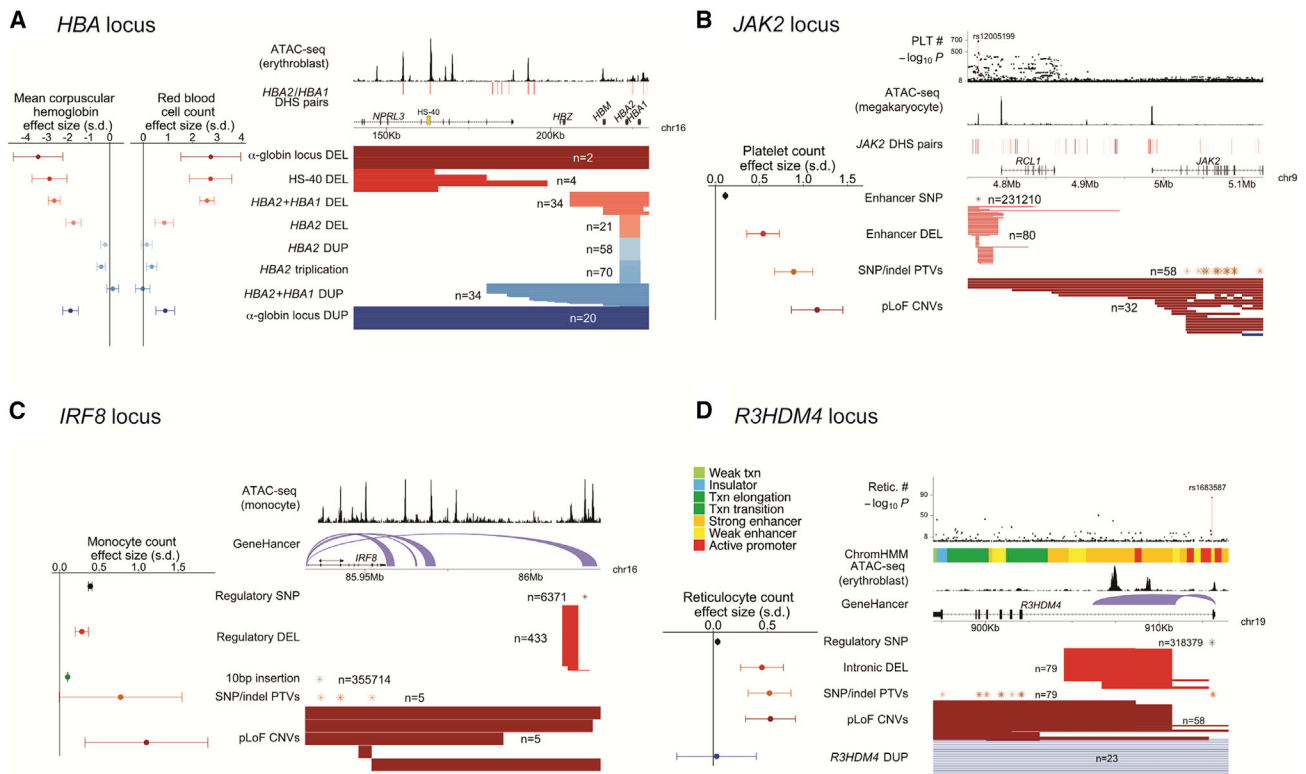 A HBA locus
ATAC-seq
(erythroblast)
HBA2/HBA1
DHS pairs
NPRL3 HS-40 HBZ HBM HBA2 HBA1
150Kb 200Kb chr16
Mean corpuscular
hemoglobin
effect size (s.d.)
-4 -3 -2 -1 0
Red blood
cell count
effect size (s.d.)
0 1 2 3 4
α-globin locus DEL n=2
HS-40 DEL n=4
HBA2+HBA1 DEL n=34
HBA2 DEL n=21
HBA2 DUP n=58
HBA2 triplication n=70
HBA2+HBA1 DUP n=34
α-globin locus DUP n=20
B JAK2 locus
rs12005199
PLT #
−log10 P
700
500
8
ATAC-seq
(megakaryocyte)
JAK2 DHS pairs
RCL1 JAK2
4.8Mb 4.9Mb 5Mb 5.1Mb chr9
Platelet count
effect size (s.d.)
0 0.5 1.0 1.5
Enhancer SNP * n=231210
Enhancer DEL n=80
SNP/indel PTVs n=58
pLoF CNVs n=32
C IRF8 locus
ATAC-seq
(monocyte)
GeneHancer
IRF8
85.95Mb 86Mb chr16
Monocyte count
effect size (s.d.)
0.0 0.5 1.0 1.5
Regulatory SNP n=6371 *
Regulatory DEL n=433
10bp insertion * n=355714
SNP/indel PTVs * * * n=5
pLoF CNVs n=5
D R3HDM4 locus
Weak txn
Insulator
Txn elongation
Txn transition
Strong enhancer
Weak enhancer
Active promoter
Retic. #
−log10 P
90
50
8
rs1683587
ChromHMM
ATAC-seq
(erythroblast)
GeneHancer
R3HDM4
900Kb 910Kb chr19
Reticulocyte count
effect size (s.d.)
0.0 0.5
Regulatory SNP n=318379 *
Intronic DEL n=79
SNP/indel PTVs n=79
pLoF CNVs n=58
R3HDM4 DUP n=23